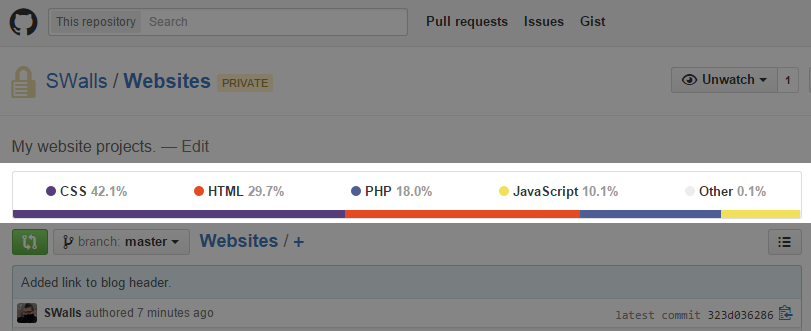 This repository Search Pull requests Issues Gist
SWalls / Websites PRIVATE Unwatch 1
My website projects. — Edit
CSS 42.1% HTML 29.7% PHP 18.0% JavaScript 10.1% Other 0.1%
branch: master Websites / +
Added link to blog header.
SWalls authored 7 minutes ago latest commit 323d036286